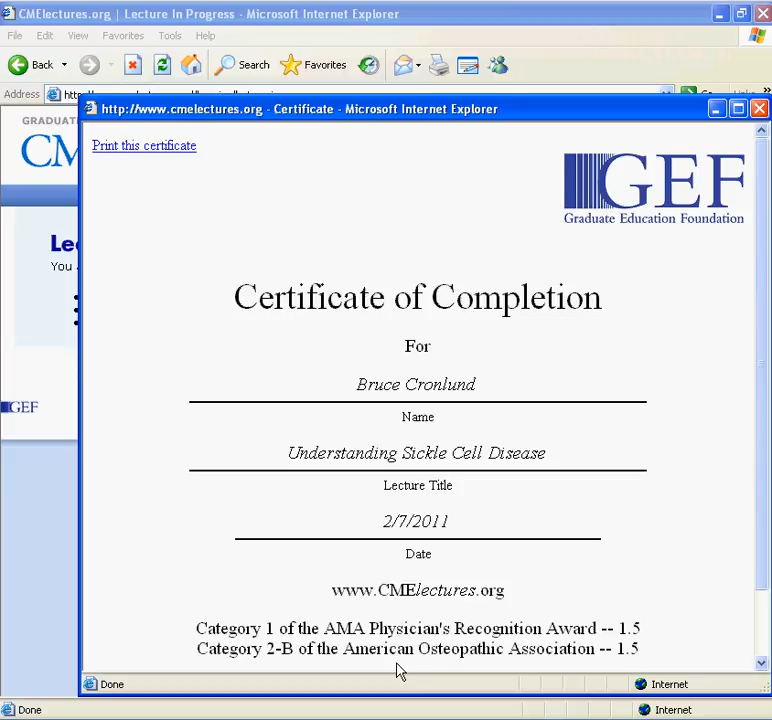 CMElectures.org | Lecture In Progress - Microsoft Internet Explorer
File Edit View Favorites Tools Help
Back Search Favorites
Address
http://www.cmelectures.org - Certificate - Microsoft Internet Explorer
Print this certificate
GEF
Graduate Education Foundation
Certificate of Completion
For
Bruce Cronlund
Name
Understanding Sickle Cell Disease
Lecture Title
2/7/2011
Date
www.CMElectures.org
Category 1 of the AMA Physician's Recognition Award -- 1.5
Category 2-B of the American Osteopathic Association -- 1.5
You
GEF
Done Internet
Done Internet